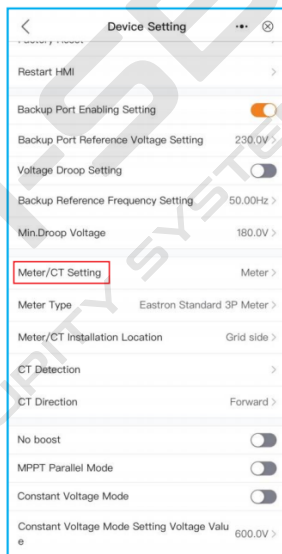 Device Setting
Restart HMI
Backup Port Enabling Setting
Backup Port Reference Voltage Setting 230.0V
Voltage Droop Setting
Backup Reference Frequency Setting 50.00Hz
Min.Droop Voltage 180.0V
Meter/CT Setting Meter
Meter Type Eastron Standard 3P Meter
Meter/CT Installation Location Grid side
CT Detection
CT Direction Forward
No boost
MPPT Parallel Mode
Constant Voltage Mode
Constant Voltage Mode Setting Voltage Valu
e 600.0V